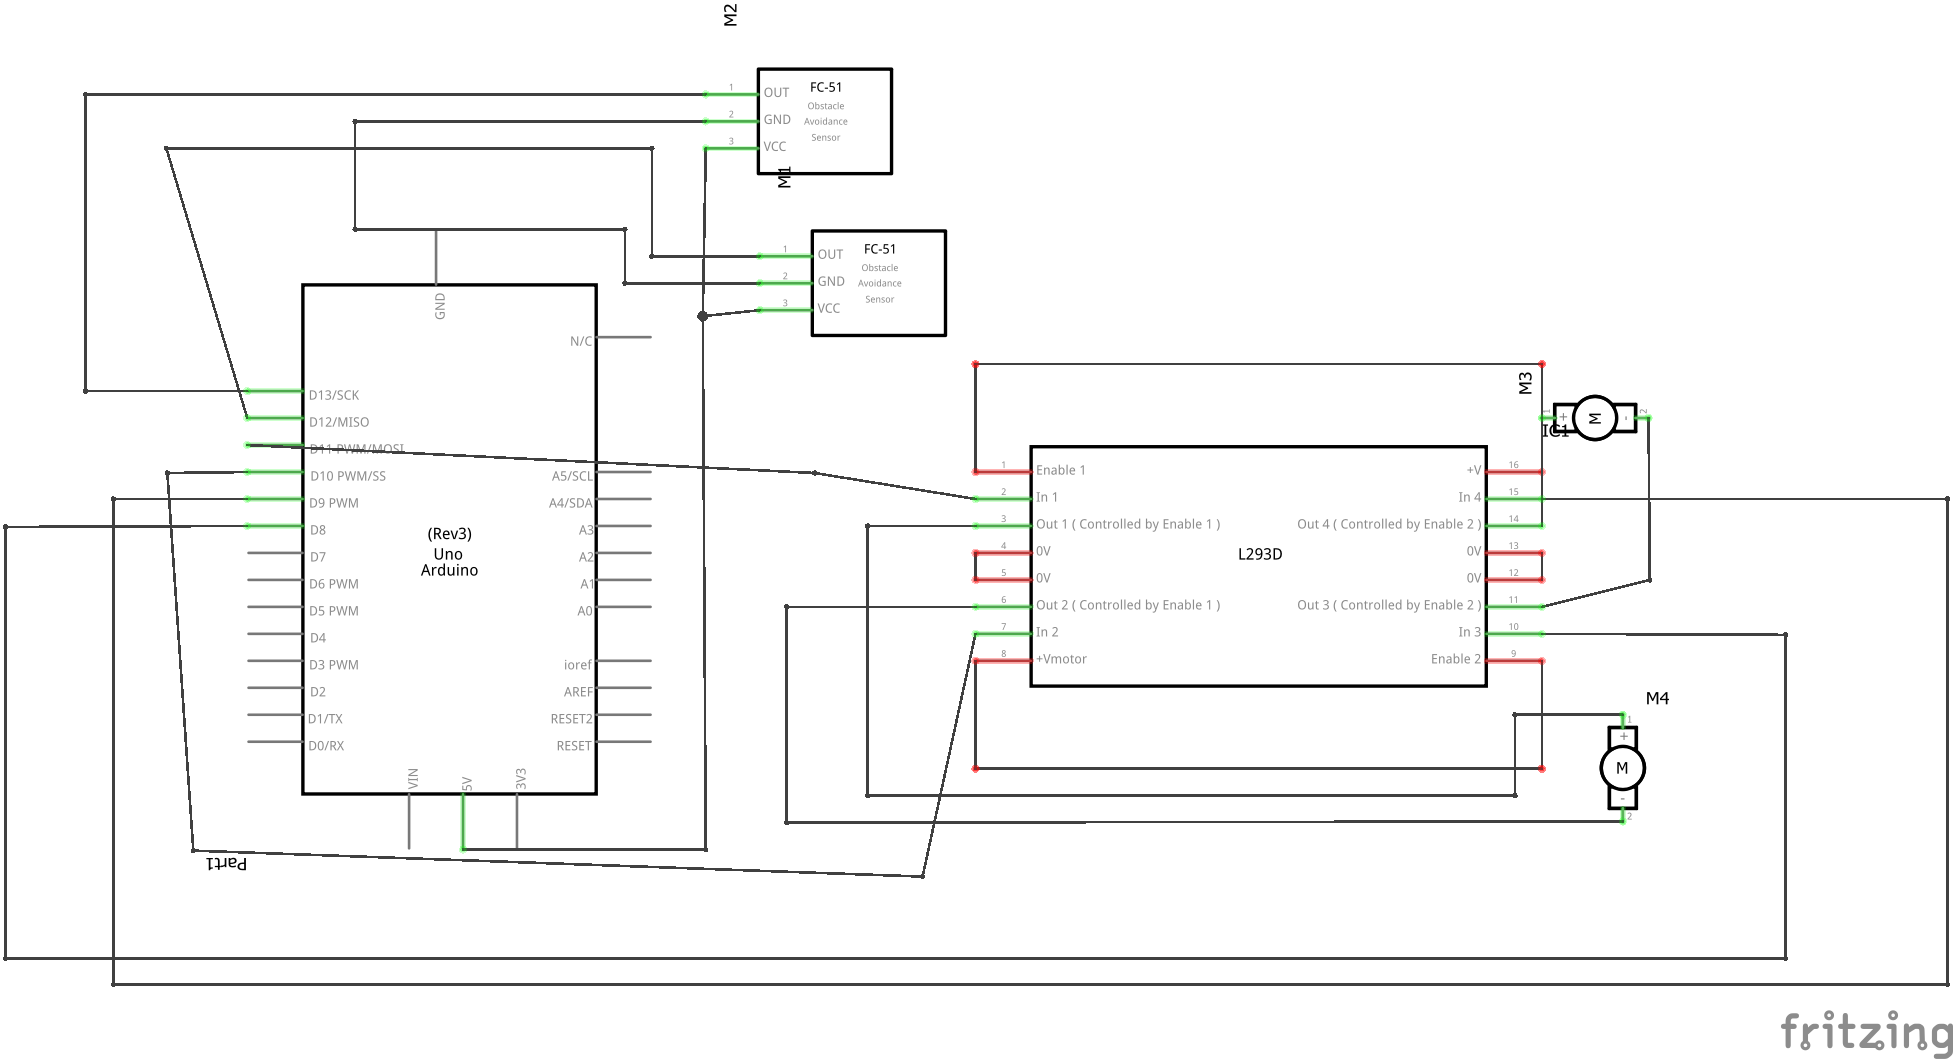 M2
1 OUT
2 GND
3 VCC
FC-51
Obstacle
Avoidance
Sensor
M1
1 OUT
2 GND
3 VCC
FC-51
Obstacle
Avoidance
Sensor
GND
N/C
D13/SCK
D12/MISO
D11 PWM/MOSI
D10 PWM/SS
D9 PWM
D8
D7
D6 PWM
D5 PWM
D4
D3 PWM
D2
D1/TX
D0/RX
(Rev3)
Uno
Arduino
A5/SCL
A4/SDA
A3
A2
A1
A0
ioref
AREF
RESET2
RESET
VIN
5V
3V3
Part1
1 Enable 1
2 In 1
3 Out 1 ( Controlled by Enable 1 )
4 0V
5 0V
6 Out 2 ( Controlled by Enable 1 )
7 In 2
8 +Vmotor
L293D
+V 16
In 4 15
Out 4 ( Controlled by Enable 2 ) 14
0V 13
0V 12
Out 3 ( Controlled by Enable 2 ) 11
In 3 10
Enable 2 9
M3
IC1
1 + M - 2
M4
1
+
M
-
2
fritzing